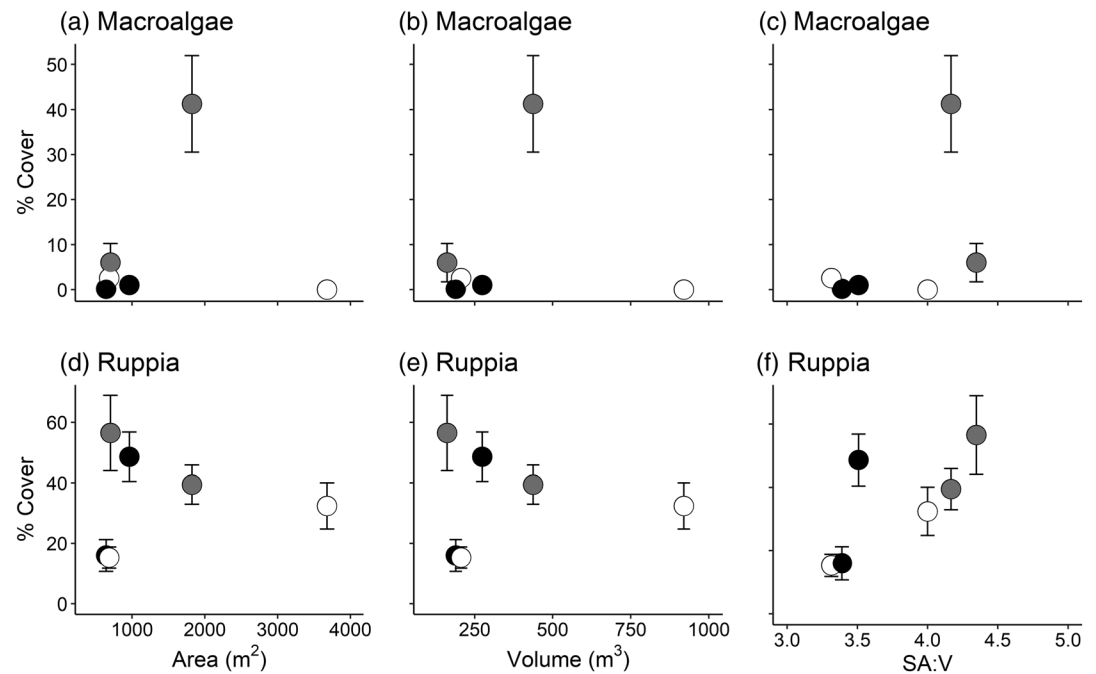 (a) Macroalgae
(b) Macroalgae
(c) Macroalgae
% Cover
50
40
30
20
10
0
(d) Ruppia
(e) Ruppia
(f) Ruppia
% Cover
60
40
20
0
1000 2000 3000 4000
250 500 750 1000
3.0 3.5 4.0 4.5 5.0
Area (m²)
Volume (m³)
SA:V